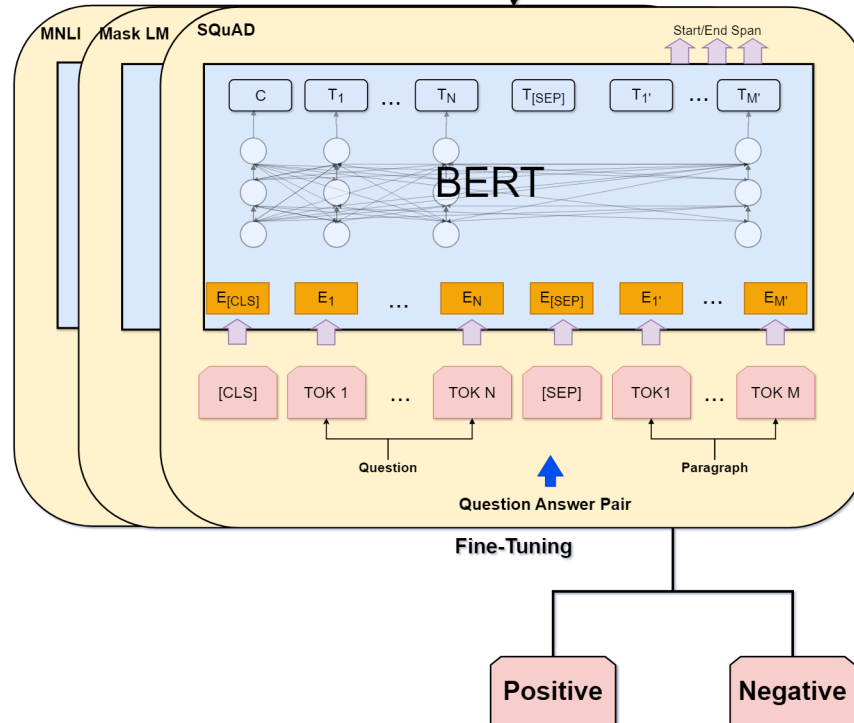 MNLI Mask LM SQuAD
Start/End Span
C T1 ... TN T[SEP] T1' ... TM'
BERT
E[CLS] E1 ... EN E[SEP] E1' ... EM'
[CLS] TOK 1 ... TOK N [SEP] TOK1 ... TOK M
Question Paragraph
Question Answer Pair
Fine-Tuning
Positive Negative